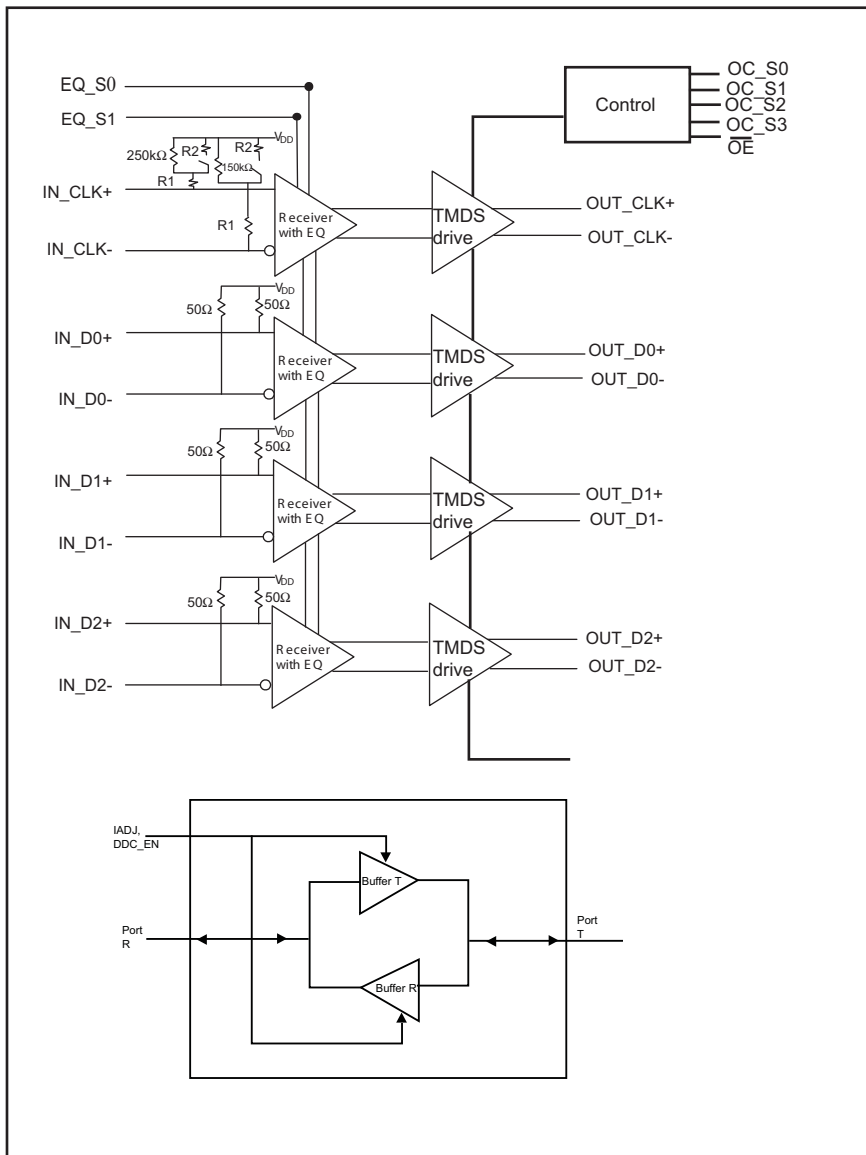 EQ_S0
EQ_S1
OC_S0
OC_S1
OC_S2
OC_S3
OE
Control
VDD
250kΩ
R2
R2
150kΩ
R1
R1
IN_CLK+
IN_CLK-
Receiver
with EQ
TMDS
drive
OUT_CLK+
OUT_CLK-
VDD
50Ω
50Ω
IN_D0+
IN_D0-
Receiver
with EQ
TMDS
drive
OUT_D0+
OUT_D0-
VDD
50Ω
50Ω
IN_D1+
IN_D1-
Receiver
with EQ
TMDS
drive
OUT_D1+
OUT_D1-
VDD
50Ω
50Ω
IN_D2+
IN_D2-
Receiver
with EQ
TMDS
drive
OUT_D2+
OUT_D2-
IADJ,
DDC_EN
Buffer T
Port
R
Port
T
Buffer R